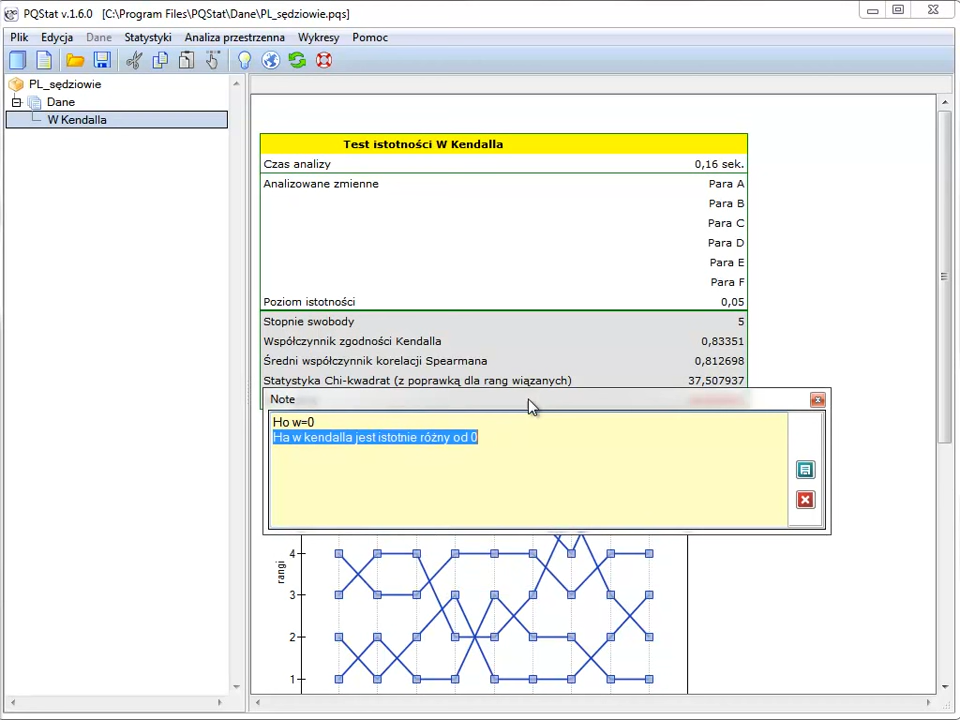 PQStat v.1.6.0 [C:\Program Files\PQStat\Dane\PL_sędziowie.pqs]
Plik Edycja Dane Statystyki Analiza przestrzenna Wykresy Pomoc
PL_sędziowie
Dane
W Kendalla
Test istotności W Kendalla
Czas analizy 0,16 sek.
Analizowane zmienne Para A
Para B
Para C
Para D
Para E
Para F
Poziom istotności 0,05
Stopnie swobody 5
Współczynnik zgodności Kendalla 0,83351
Średni współczynnik korelacji Spearmana 0,812698
Statystyka Chi-kwadrat (z poprawką dla rang wiązanych) 37,507937
Note
Ho w=0
Ha w kendalla jest istotnie różny od 0
rangi
4
3
2
1